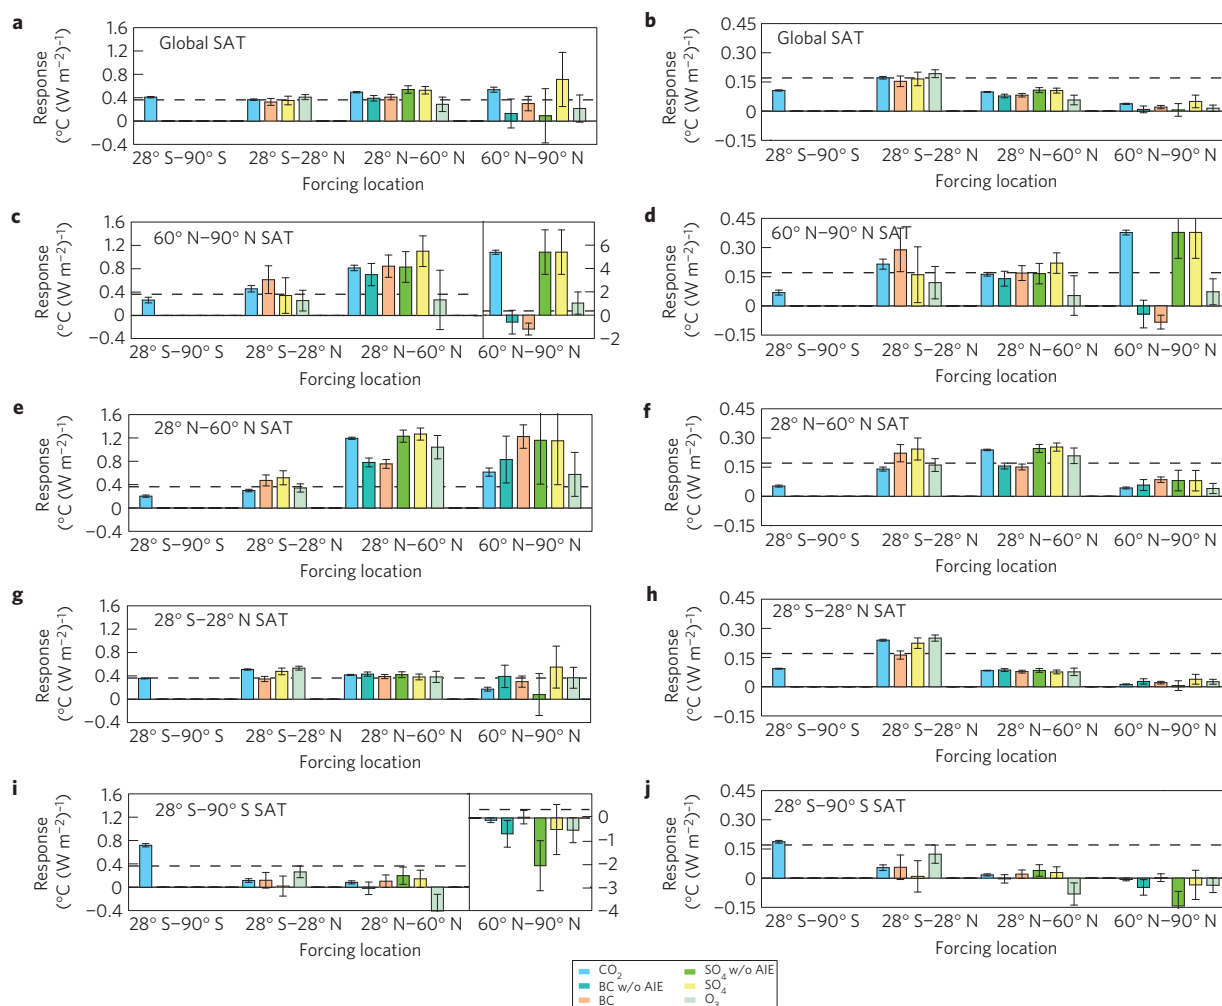 a
Global SAT
Response
(°C (W m⁻²)⁻¹)
1.6
1.2
0.8
0.4
0
−0.4
28° S−90° S
28° S−28° N
28° N−60° N
60° N−90° N
Forcing location
b
Global SAT
Response
(°C (W m⁻²)⁻¹)
0.45
0.30
0.15
0
−0.15
28° S−90° S
28° S−28° N
28° N−60° N
60° N−90° N
Forcing location
c
60° N−90° N SAT
Response
(°C (W m⁻²)⁻¹)
1.6
1.2
0.8
0.4
0
−0.4
6
4
2
0
−2
28° S−90° S
28° S−28° N
28° N−60° N
60° N−90° N
Forcing location
d
60° N−90° N SAT
Response
(°C (W m⁻²)⁻¹)
0.45
0.30
0.15
0
−0.15
28° S−90° S
28° S−28° N
28° N−60° N
60° N−90° N
Forcing location
e
28° N−60° N SAT
Response
(°C (W m⁻²)⁻¹)
1.6
1.2
0.8
0.4
0
−0.4
28° S−90° S
28° S−28° N
28° N−60° N
60° N−90° N
Forcing location
f
28° N−60° N SAT
Response
(°C (W m⁻²)⁻¹)
0.45
0.30
0.15
0
−0.15
28° S−90° S
28° S−28° N
28° N−60° N
60° N−90° N
Forcing location
g
28° S−28° N SAT
Response
(°C (W m⁻²)⁻¹)
1.6
1.2
0.8
0.4
0
−0.4
28° S−90° S
28° S−28° N
28° N−60° N
60° N−90° N
Forcing location
h
28° S−28° N SAT
Response
(°C (W m⁻²)⁻¹)
0.45
0.30
0.15
0
−0.15
28° S−90° S
28° S−28° N
28° N−60° N
60° N−90° N
Forcing location
i
28° S−90° S SAT
Response
(°C (W m⁻²)⁻¹)
1.6
1.2
0.8
0.4
0
−0.4
0
−1
−2
−3
−4
28° S−90° S
28° S−28° N
28° N−60° N
60° N−90° N
Forcing location
j
28° S−90° S SAT
Response
(°C (W m⁻²)⁻¹)
0.45
0.30
0.15
0
−0.15
28° S−90° S
28° S−28° N
28° N−60° N
60° N−90° N
Forcing location
CO₂
BC w/o AIE
BC
SO₄ w/o AIE
SO₄
O₃